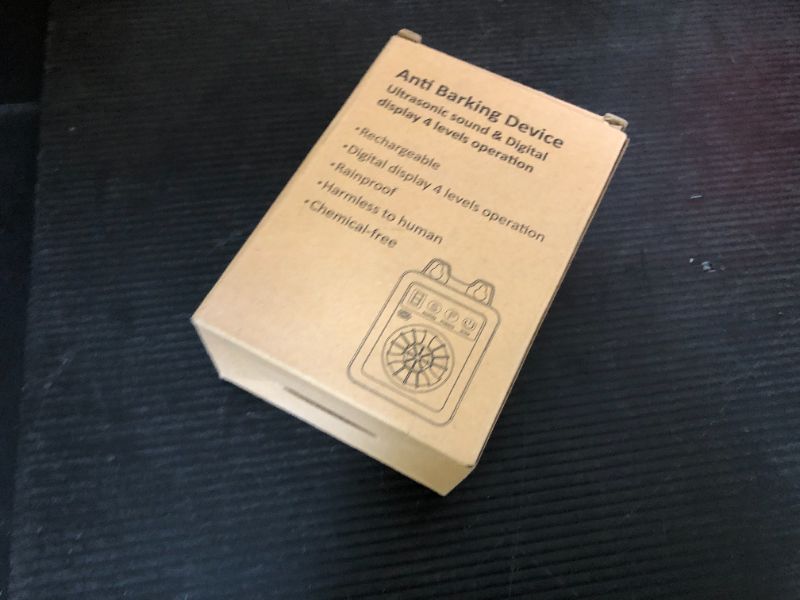 Anti Barking Device
Ultrasonic sound & Digital
display 4 levels operation
•Rechargeable
•Digital display 4 levels operation
•Rainproof
•Harmless to human
•Chemical-free